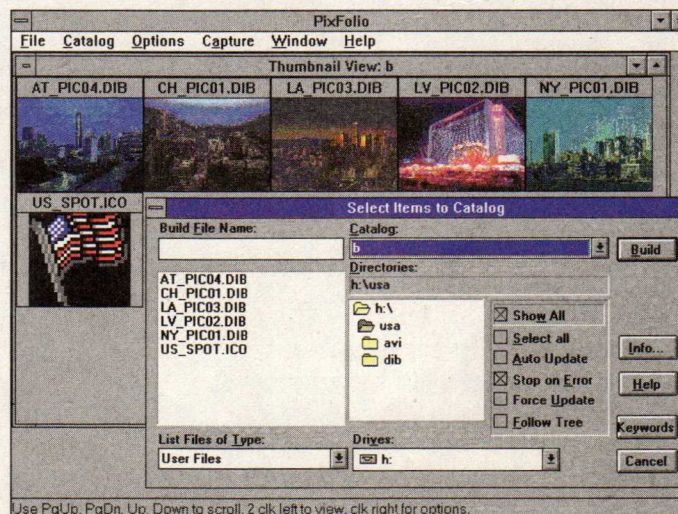 PixFolio
File Catalog Options Capture Window Help
Thumbnail View: b
AT_PIC04.DIB CH_PIC01.DIB LA_PIC03.DIB LV_PIC02.DIB NY_PIC01.DIB
US_SPOT.ICO
Select Items to Catalog
Build File Name:
Catalog:
b
Build
Directories:
h:\usa
AT_PIC04.DIB
CH_PIC01.DIB
LA_PIC03.DIB
LV_PIC02.DIB
NY_PIC01.DIB
US_SPOT.ICO
h:\
usa
avi
dib
Show All
Select all
Auto Update
Stop on Error
Force Update
Follow Tree
Info...
Help
Keywords
Cancel
List Files of Type:
User Files
Drives:
h:
Use PgUp, PgDn, Up, Down to scroll, 2 clk left to view, clk right for options.